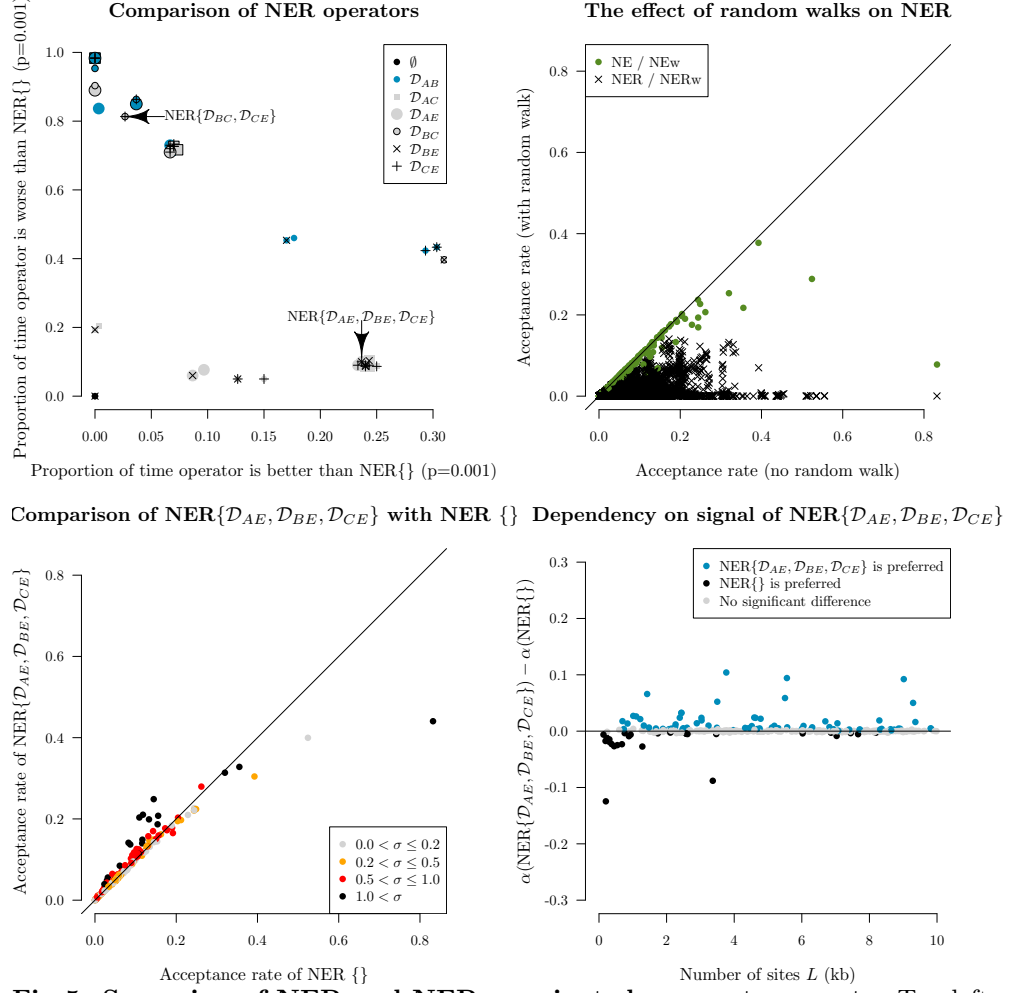 Comparison of NER operators
Proportion of time operator is worse than NER{} (p=0.001)
1.0
0.8
0.6
0.4
0.2
0.0
0.00 0.05 0.10 0.15 0.20 0.25 0.30
Proportion of time operator is better than NER{} (p=0.001)
NER{𝒟_BC, 𝒟_CE}
NER{𝒟_AE, 𝒟_BE, 𝒟_CE}
∅
𝒟_AB
𝒟_AC
𝒟_AE
𝒟_BC
𝒟_BE
𝒟_CE
The effect of random walks on NER
Acceptance rate (with random walk)
0.8
0.6
0.4
0.2
0.0
0.0 0.2 0.4 0.6 0.8
Acceptance rate (no random walk)
NE / NEw
NER / NERw
Comparison of NER{𝒟_AE, 𝒟_BE, 𝒟_CE} with NER {}
Acceptance rate of NER{𝒟_AE, 𝒟_BE, 𝒟_CE}
0.8
0.6
0.4
0.2
0.0
0.0 0.2 0.4 0.6 0.8
Acceptance rate of NER {}
0.0 < σ ≤ 0.2
0.2 < σ ≤ 0.5
0.5 < σ ≤ 1.0
1.0 < σ
Dependency on signal of NER{𝒟_AE, 𝒟_BE, 𝒟_CE}
α(NER{𝒟_AE, 𝒟_BE, 𝒟_CE}) − α(NER{})
0.3
0.2
0.1
0.0
-0.1
-0.2
-0.3
0 2 4 6 8 10
Number of sites L (kb)
NER{𝒟_AE, 𝒟_BE, 𝒟_CE} is preferred
NER{} is preferred
No significant difference